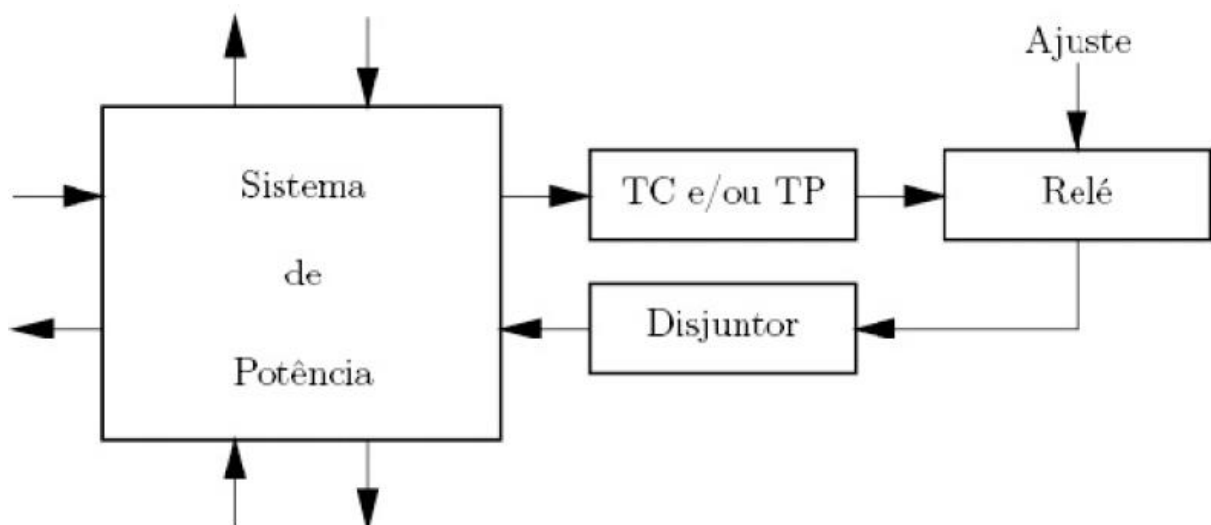 Ajuste
Sistema
de
Potência
TC e/ou TP
Relé
Disjuntor